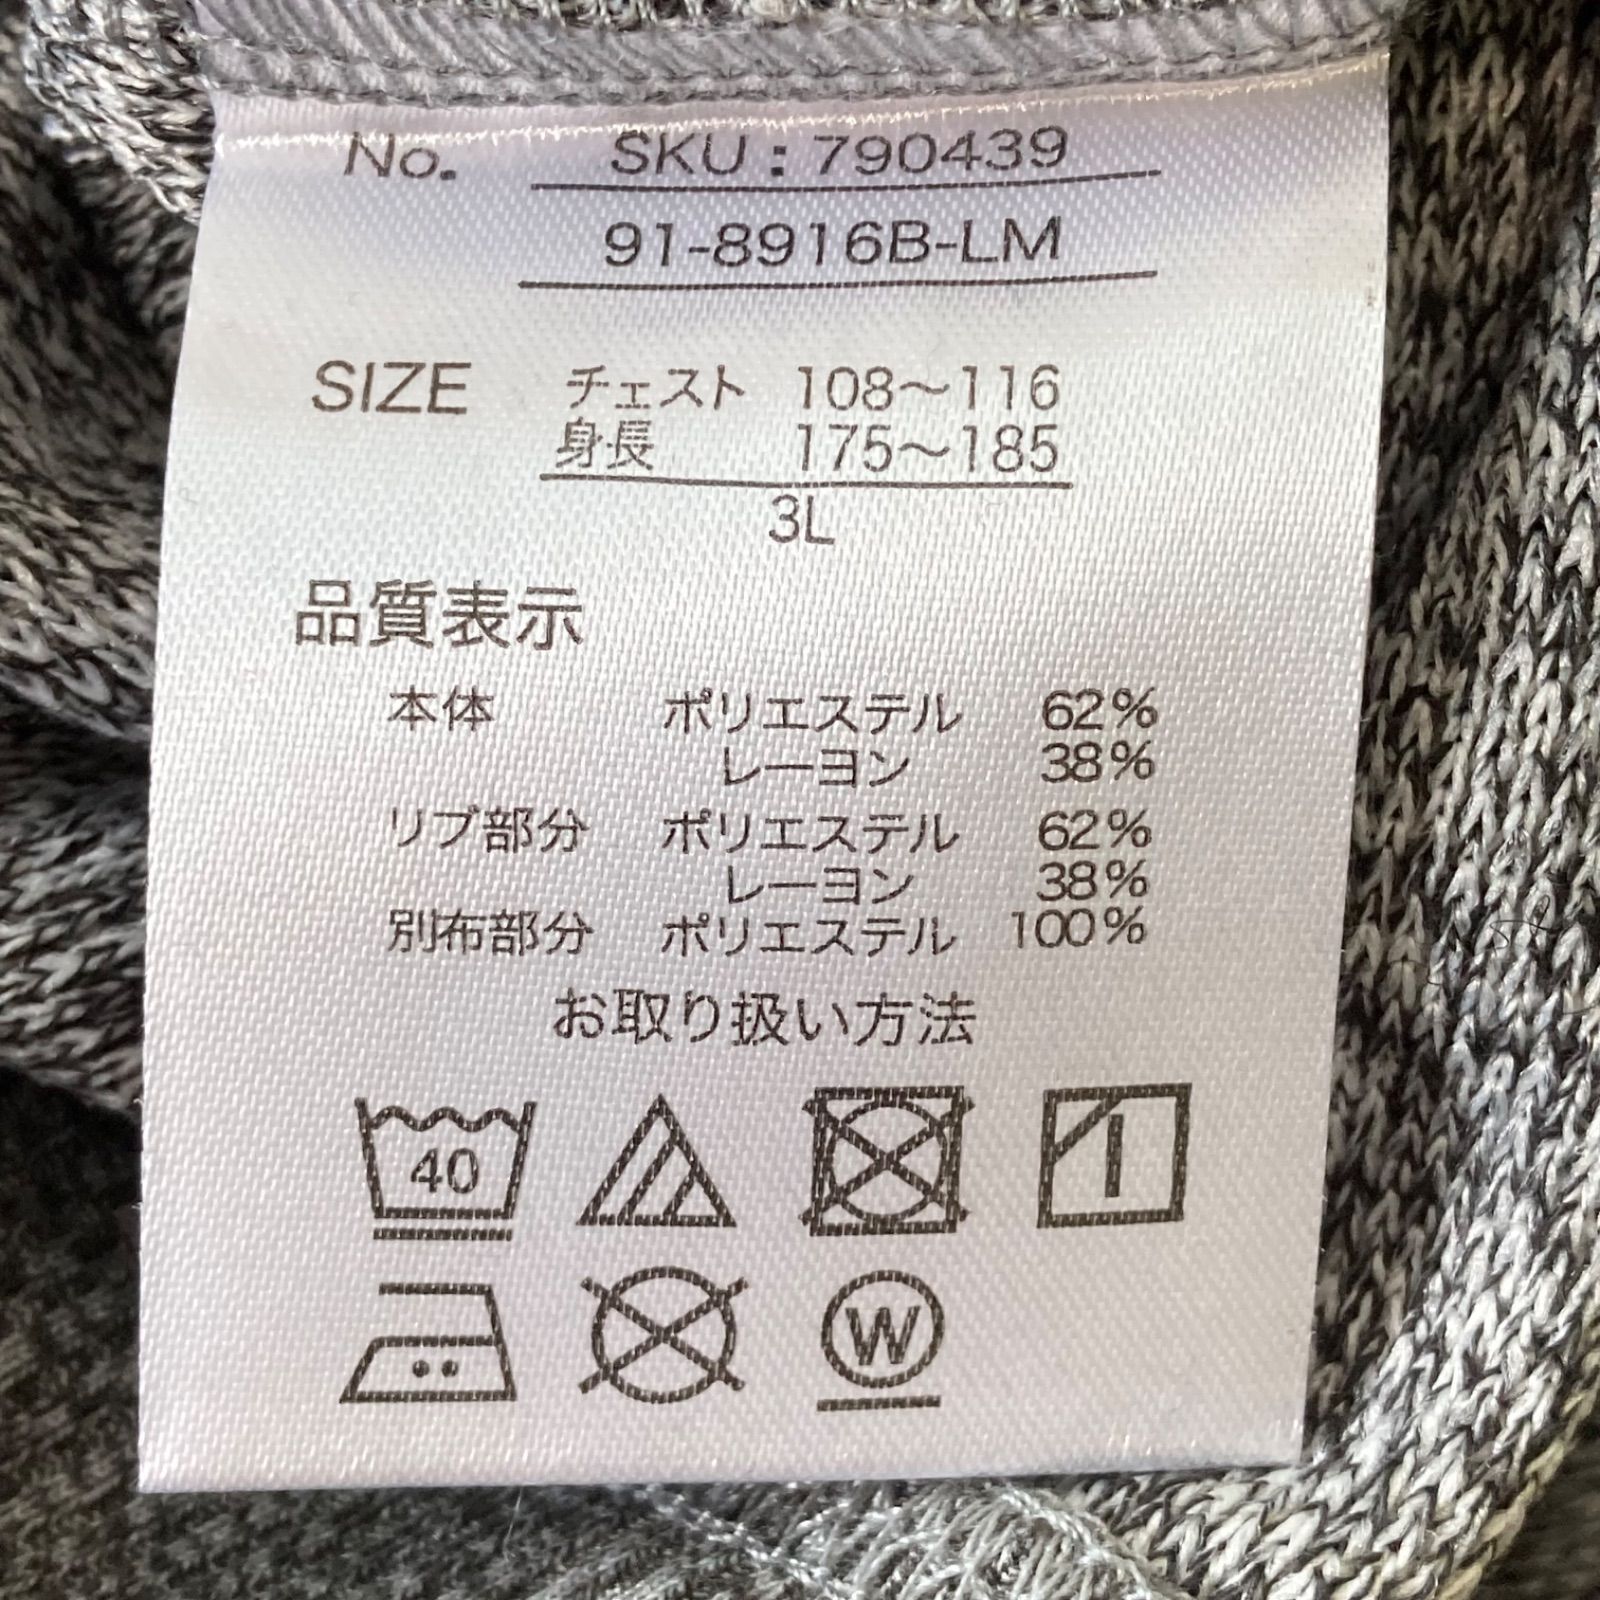 No. SKU : 790439
91-8916B-LM
SIZE チェスト 108〜116
身長 175〜185
3L
品質表示
本体 ポリエステル 62%
レーヨン 38%
リブ部分 ポリエステル 62%
レーヨン 38%
別布部分 ポリエステル 100%
お取り扱い方法
40
W